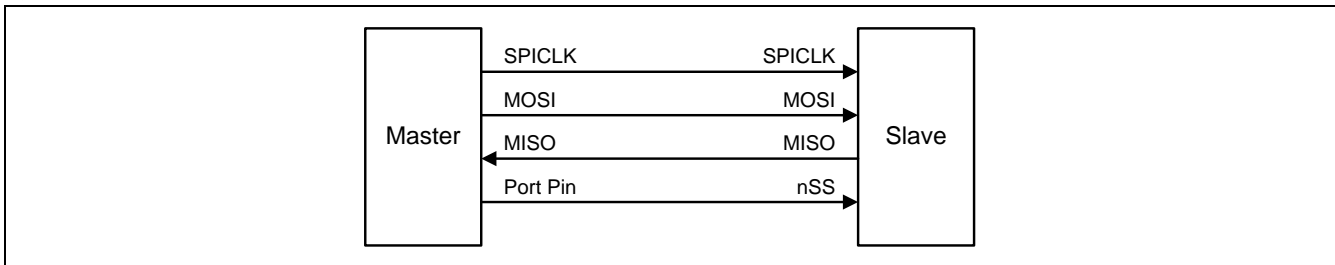 SPICLK SPICLK
MOSI MOSI
Master MISO MISO Slave
Port Pin nSS